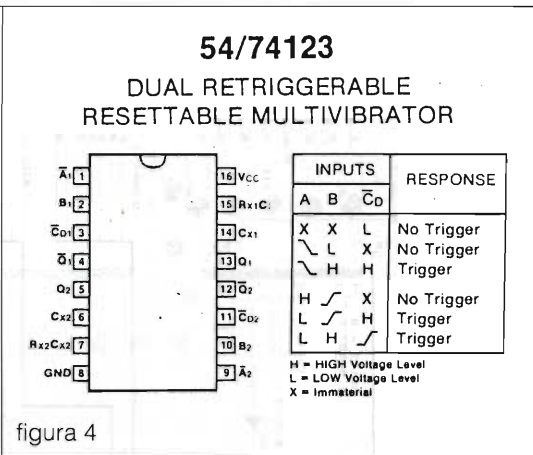 54/74123
DUAL RETRIGGERABLE
RESETTABLE MULTIVIBRATOR
Ā₁ 1
B₁ 2
C̄D1 3
Q̄₁ 4
Q₂ 5
Cx2 6
Rx2Cx2 7
GND 8
16 Vcc
15 Rx1C
14 Cx1
13 Q₁
12 Q̄₂
11 C̄D2
10 B₂
9 Ā₂
INPUTS RESPONSE
A B C̄D
X X L No Trigger
L X No Trigger
H H Trigger
H X No Trigger
L H Trigger
L H Trigger
H = HIGH Voltage Level
L = LOW Voltage Level
X = Immaterial
figura 4